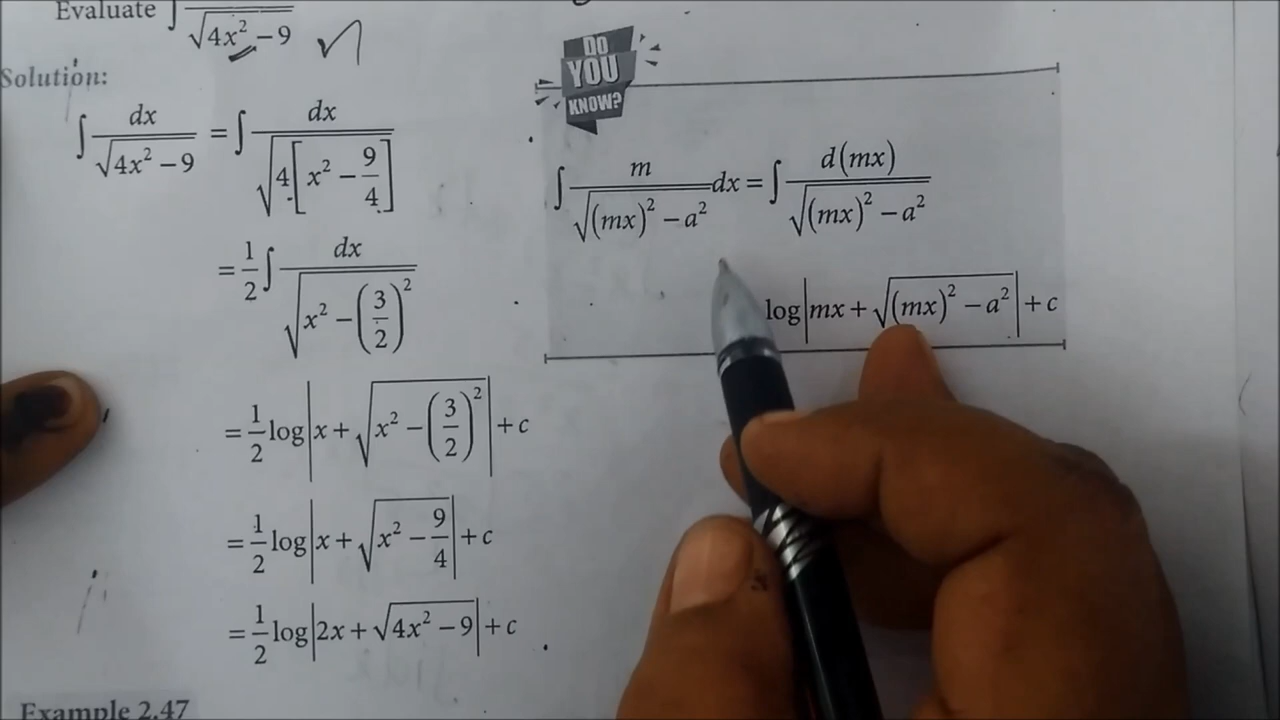 Evaluate ∫ / √(4x² − 9)
Solution:
∫ dx / √(4x² − 9) = ∫ dx / √(4[x² − 9/4])
= 1/2 ∫ dx / √(x² − (3/2)²)
= 1/2 log|x + √(x² − (3/2)²)| + c
= 1/2 log|x + √(x² − 9/4)| + c
= 1/2 log|2x + √(4x² − 9)| + c
Example 2.47
DO
YOU
KNOW?
∫ m / √((mx)² − a²) dx = ∫ d(mx) / √((mx)² − a²)
log|mx + √((mx)² − a²)| + c